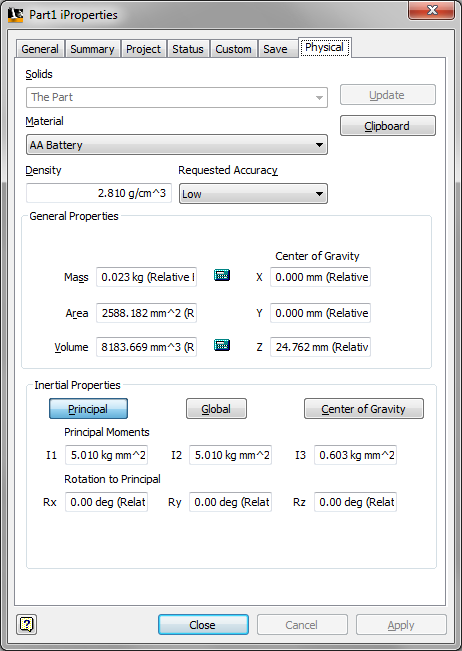 Part1 iProperties
General Summary Project Status Custom Save Physical
Solids
The Part
Update
Material
Clipboard
AA Battery
Density Requested Accuracy
2.810 g/cm^3 Low
General Properties
Center of Gravity
Mass 0.023 kg (Relative X 0.000 mm (Relative
Area 2588.182 mm^2 (R Y 0.000 mm (Relative
Volume 8183.669 mm^3 (R Z 24.762 mm (Relativ
Inertial Properties
Principal Global Center of Gravity
Principal Moments
I1 5.010 kg mm^2 I2 5.010 kg mm^2 I3 0.603 kg mm^2
Rotation to Principal
Rx 0.00 deg (Relat Ry 0.00 deg (Relat Rz 0.00 deg (Relat
? Close Cancel Apply